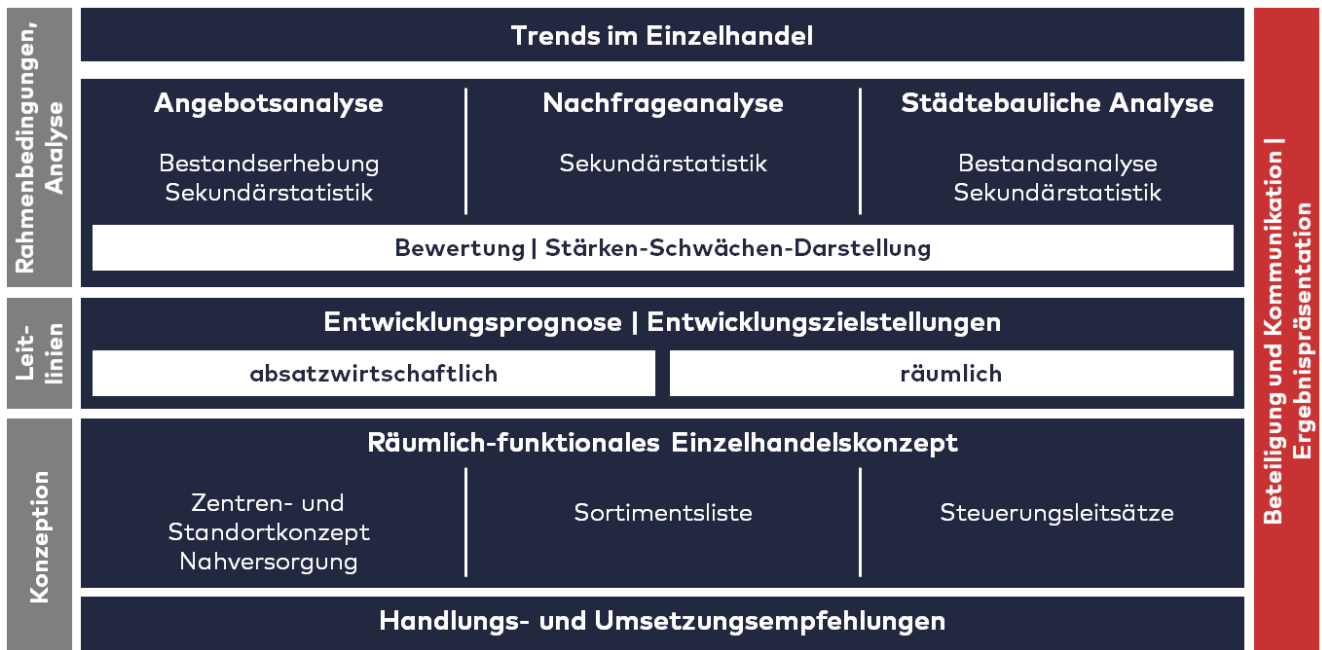 Rahmenbedingungen,
Analyse
Trends im Einzelhandel
Angebotsanalyse
Bestandserhebung
Sekundärstatistik
Nachfrageanalyse
Sekundärstatistik
Städtebauliche Analyse
Bestandsanalyse
Sekundärstatistik
Bewertung | Stärken-Schwächen-Darstellung
Leit-
linien
Entwicklungsprognose | Entwicklungszielstellungen
absatzwirtschaftlich
räumlich
Konzeption
Räumlich-funktionales Einzelhandelskonzept
Zentren- und
Standortkonzept
Nahversorgung
Sortimentsliste
Steuerungsleitsätze
Handlungs- und Umsetzungsempfehlungen
Beteiligung und Kommunikation |
Ergebnispräsentation